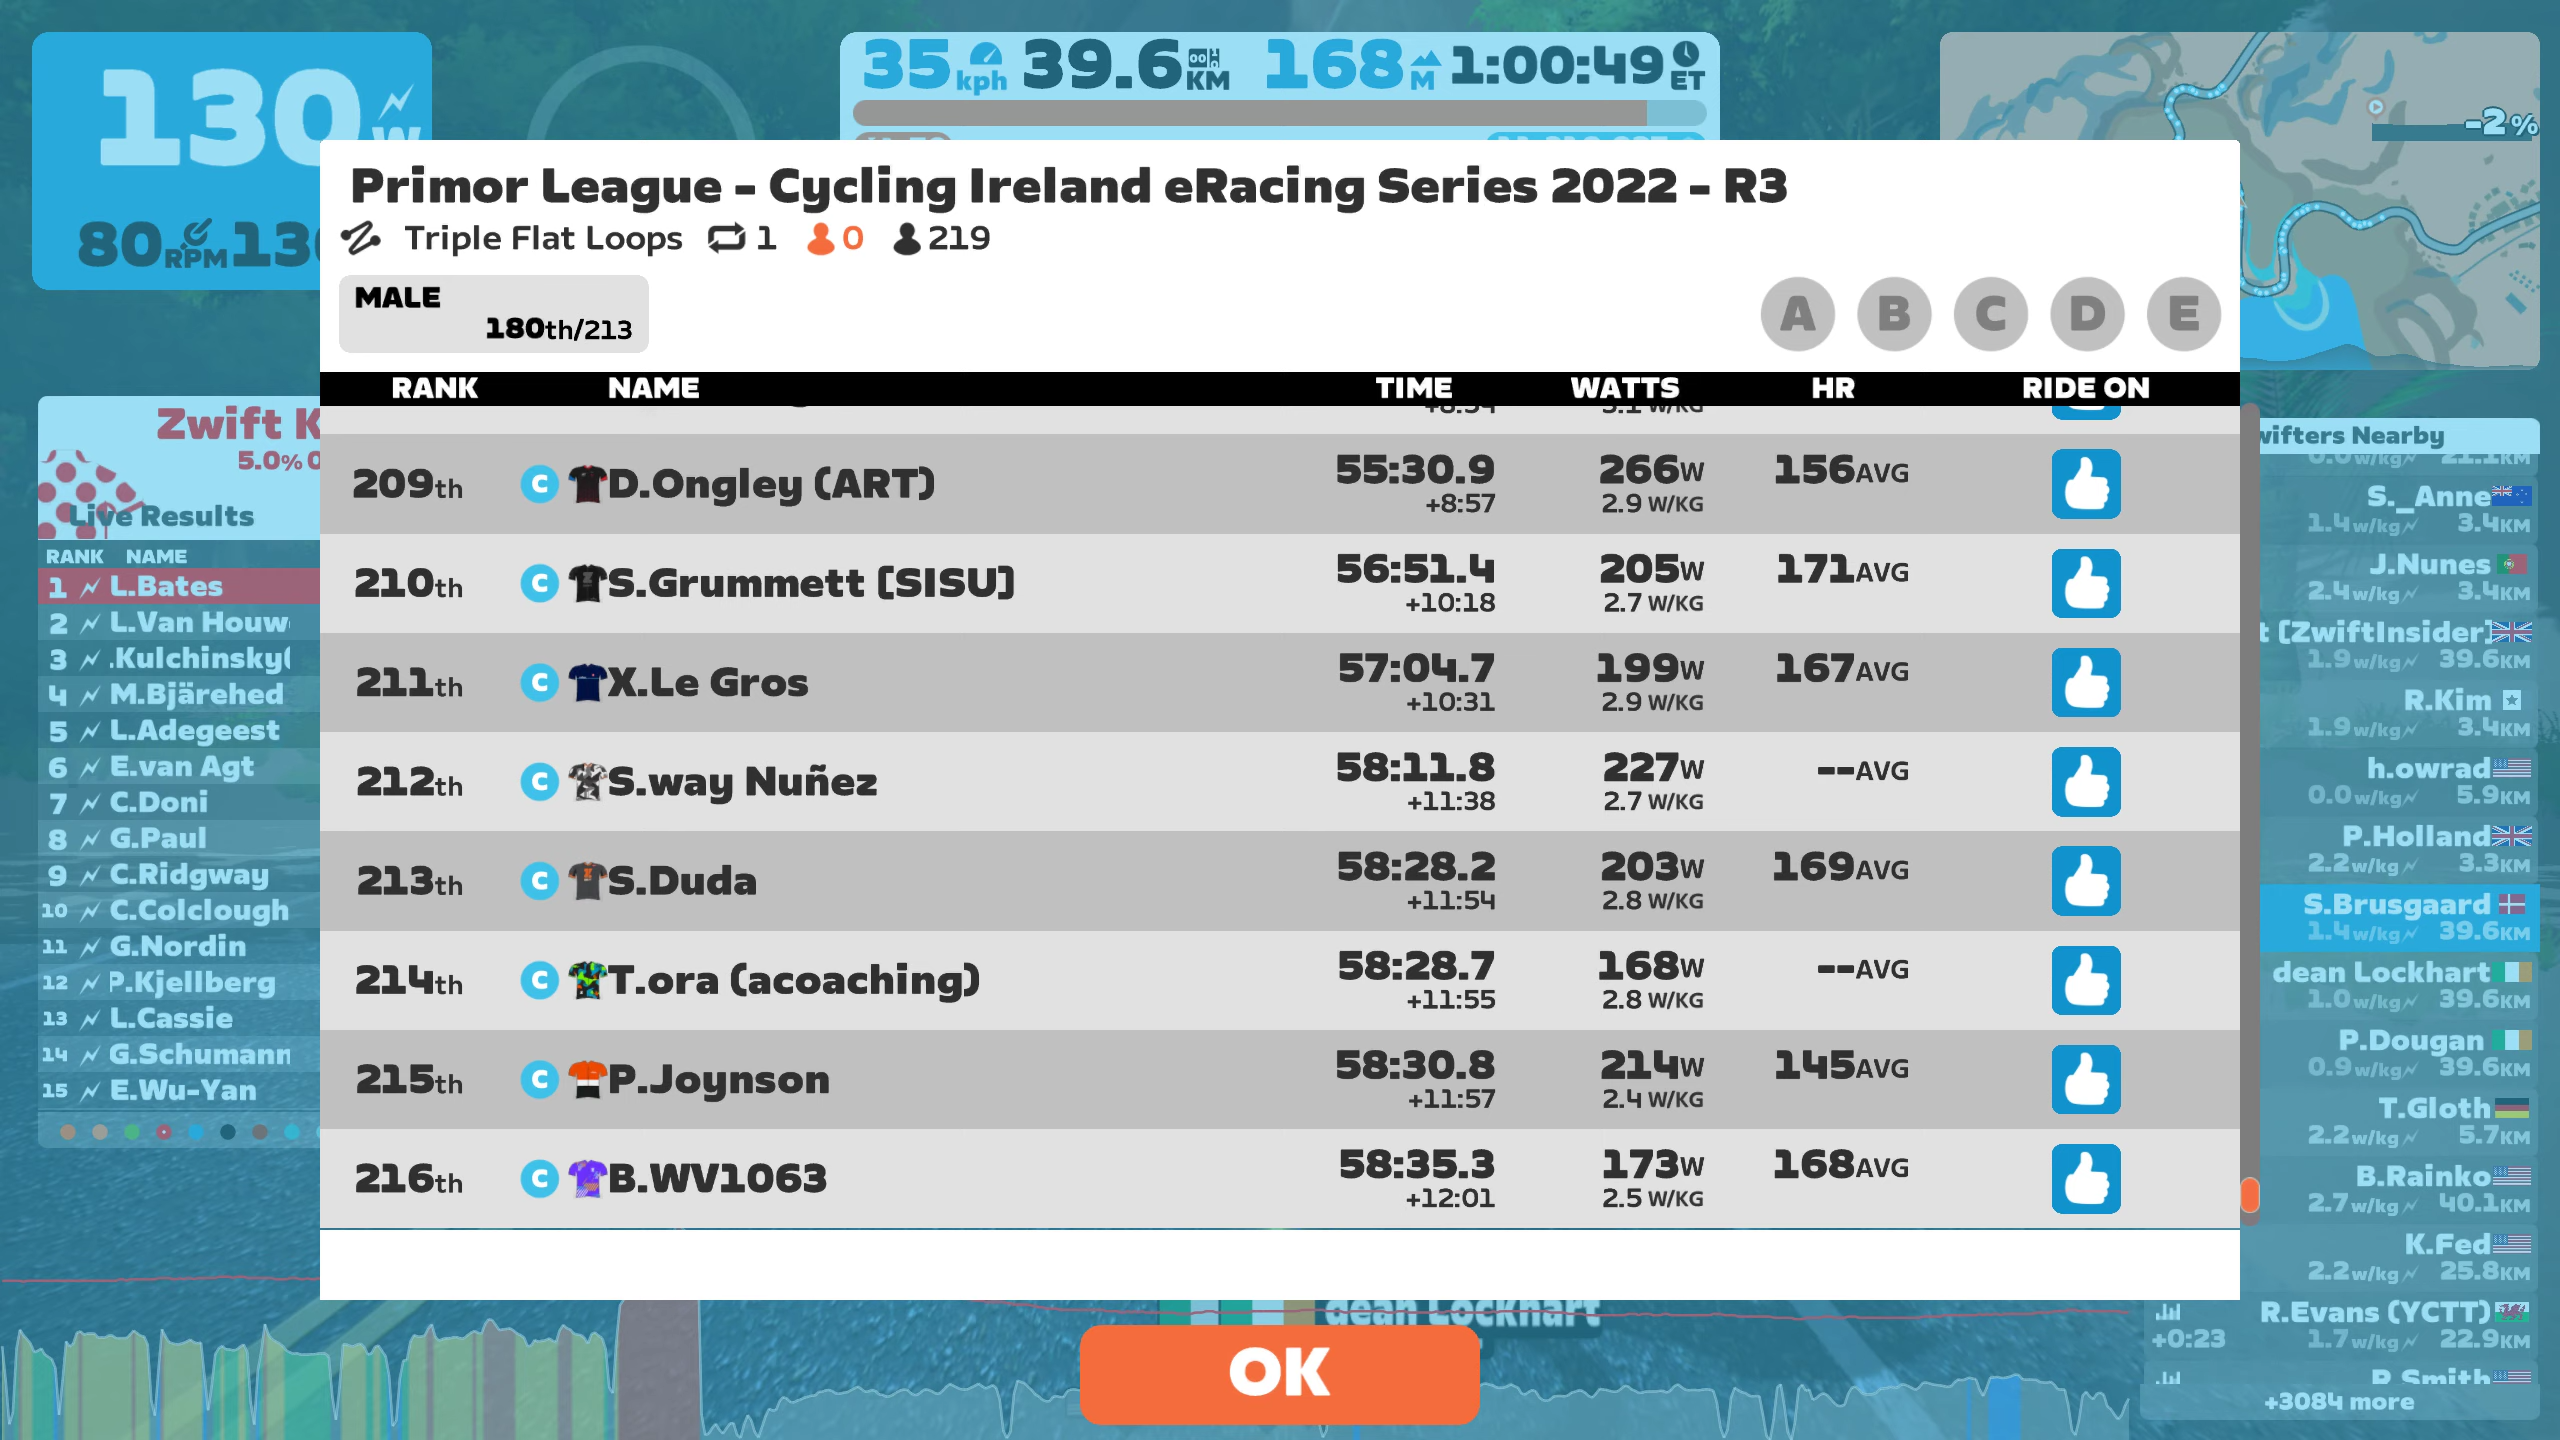 130 W
80 RPM
35 kph 39.6 KM 168 M 1:00:49 ET
-2%
Primor League - Cycling Ireland eRacing Series 2022 - R3
Triple Flat Loops 1 0 219
MALE
180th/213
A B C D E
RANK NAME TIME WATTS HR RIDE ON
209th C D.Ongley (ART) 55:30.9 266W 156AVG
+8:57 2.9 W/KG
210th C S.Grummett [SISU] 56:51.4 205W 171AVG
+10:18 2.7 W/KG
211th C X.Le Gros 57:04.7 199W 167AVG
+10:31 2.9 W/KG
212th C S.way Nuñez 58:11.8 227W --AVG
+11:38 2.7 W/KG
213th C S.Duda 58:28.2 203W 169AVG
+11:54 2.8 W/KG
214th C T.ora (acoaching) 58:28.7 168W --AVG
+11:55 2.8 W/KG
215th C P.Joynson 58:30.8 214W 145AVG
+11:57 2.4 W/KG
216th C B.WV1063 58:35.3 173W 168AVG
+12:01 2.5 W/KG
OK
Zwift K
5.0%
Live Results
RANK NAME
1 L.Bates
2 L.Van Houw
3 .Kulchinsky(
4 M.Bjärehed
5 L.Adegeest
6 E.van Agt
7 C.Doni
8 G.Paul
9 C.Ridgway
10 C.Colclough
11 G.Nordin
12 P.Kjellberg
13 L.Cassie
14 G.Schumann
15 E.Wu-Yan
wifters Nearby
0.0w/kg 21.1KM
S._Anne
1.4w/kg 3.4KM
J.Nunes
2.4w/kg 3.4KM
t [ZwiftInsider]
1.9w/kg 39.6KM
R.Kim
1.9w/kg 3.4KM
h.owrad
0.0w/kg 5.9KM
P.Holland
2.2w/kg 3.3KM
S.Brusgaard
1.4w/kg 39.6KM
dean Lockhart
1.0w/kg 39.6KM
P.Dougan
0.9w/kg 39.6KM
T.Gloth
2.2w/kg 5.7KM
B.Rainko
2.7w/kg 40.1KM
K.Fed
2.2w/kg 25.8KM
R.Evans (YCTT)
+0:23 1.7w/kg 22.9KM
+3084 more
dean Lockhart